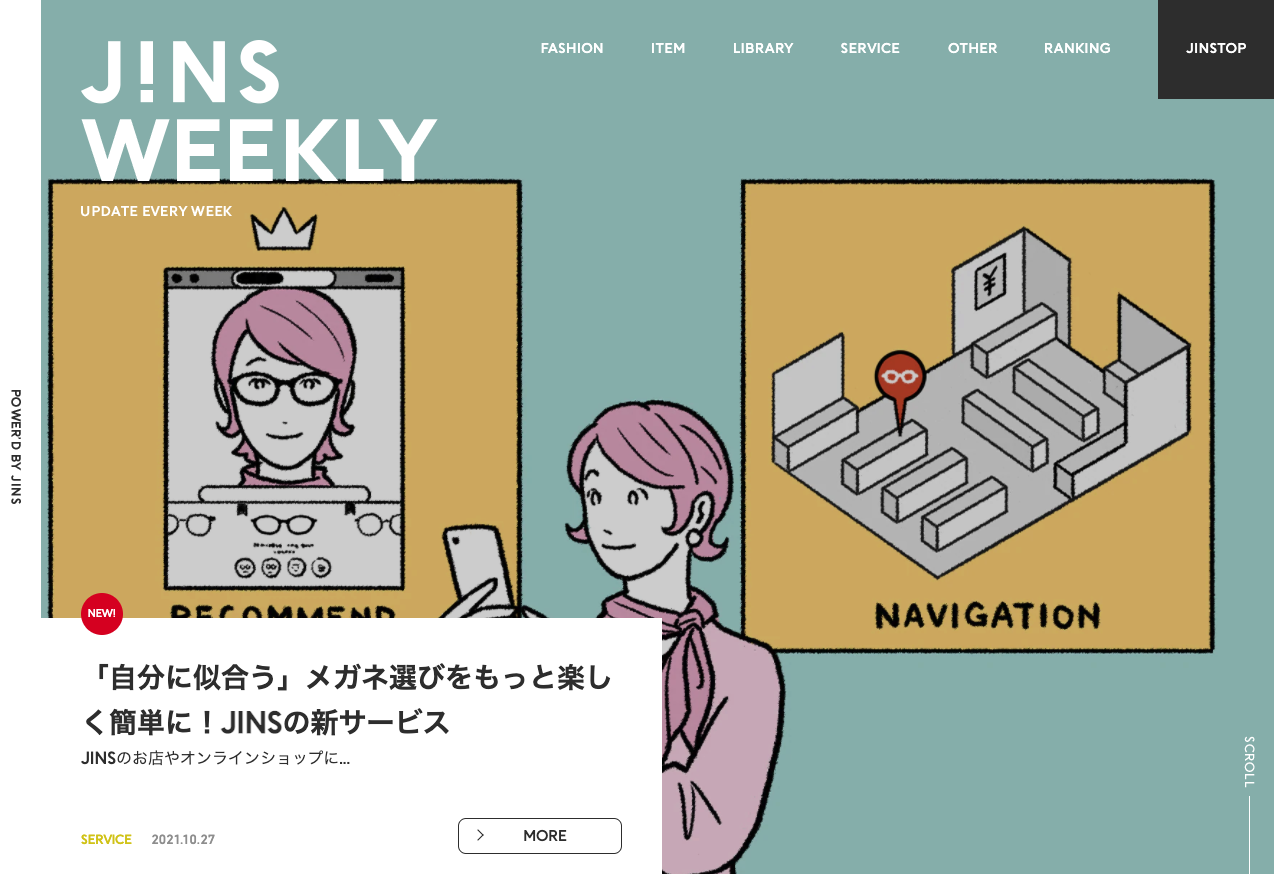 J!NS
WEEKLY
UPDATE EVERY WEEK
FASHION
ITEM
LIBRARY
SERVICE
OTHER
RANKING
JINSTOP
POWER'D BY JINS
¥
RECOMMEND
NAVIGATION
NEW!
「自分に似合う」メガネ選びをもっと楽し
く簡単に！JINSの新サービス
JINSのお店やオンラインショップに...
SERVICE
2021.10.27
MORE
SCROLL